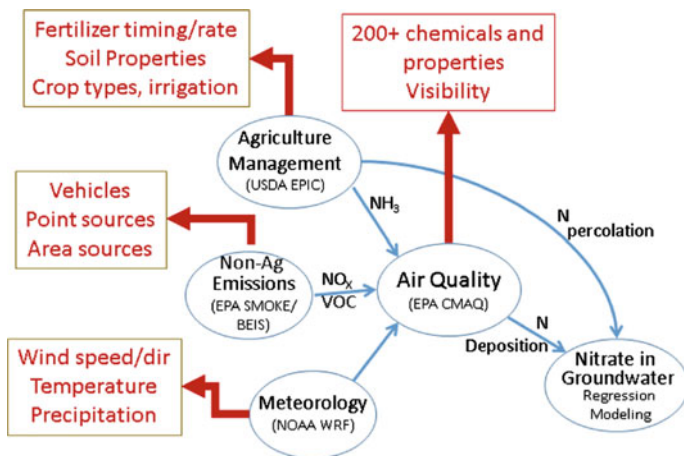 Fertilizer timing/rate
Soil Properties
Crop types, irrigation
200+ chemicals and
properties
Visibility
Agriculture
Management
(USDA EPIC)
Vehicles
Point sources
Area sources
NH₃
N
percolation
Non-Ag
Emissions
(EPA SMOKE/
BEIS)
NOₓ
VOC
Air Quality
(EPA CMAQ)
N
Deposition
Nitrate in
Groundwater
Regression
Modeling
Wind speed/dir
Temperature
Precipitation
Meteorology
(NOAA WRF)